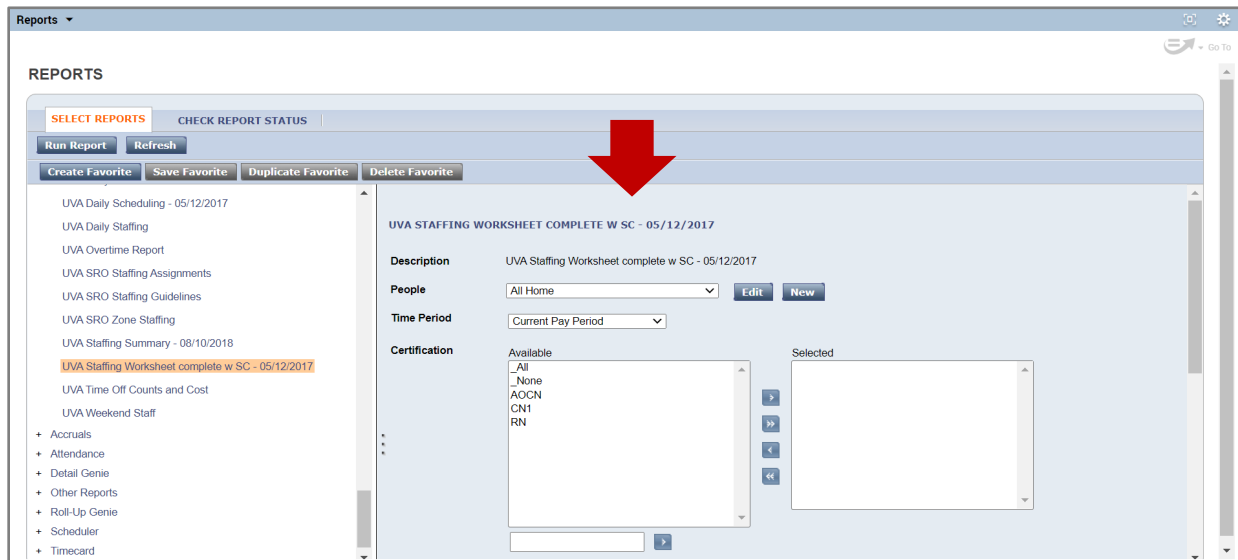 Reports
Go To
REPORTS
SELECT REPORTS CHECK REPORT STATUS
Run Report Refresh
Create Favorite Save Favorite Duplicate Favorite Delete Favorite
UVA Daily Scheduling - 05/12/2017
UVA Daily Staffing
UVA Overtime Report
UVA SRO Staffing Assignments
UVA SRO Staffing Guidelines
UVA SRO Zone Staffing
UVA Staffing Summary - 08/10/2018
UVA Staffing Worksheet complete w SC - 05/12/2017
UVA Time Off Counts and Cost
UVA Weekend Staff
+ Accruals
+ Attendance
+ Detail Genie
+ Other Reports
+ Roll-Up Genie
+ Scheduler
+ Timecard
UVA STAFFING WORKSHEET COMPLETE W SC - 05/12/2017
Description UVA Staffing Worksheet complete w SC - 05/12/2017
People All Home Edit New
Time Period Current Pay Period
Certification Available Selected
_All
_None
AOCN
CN1
RN